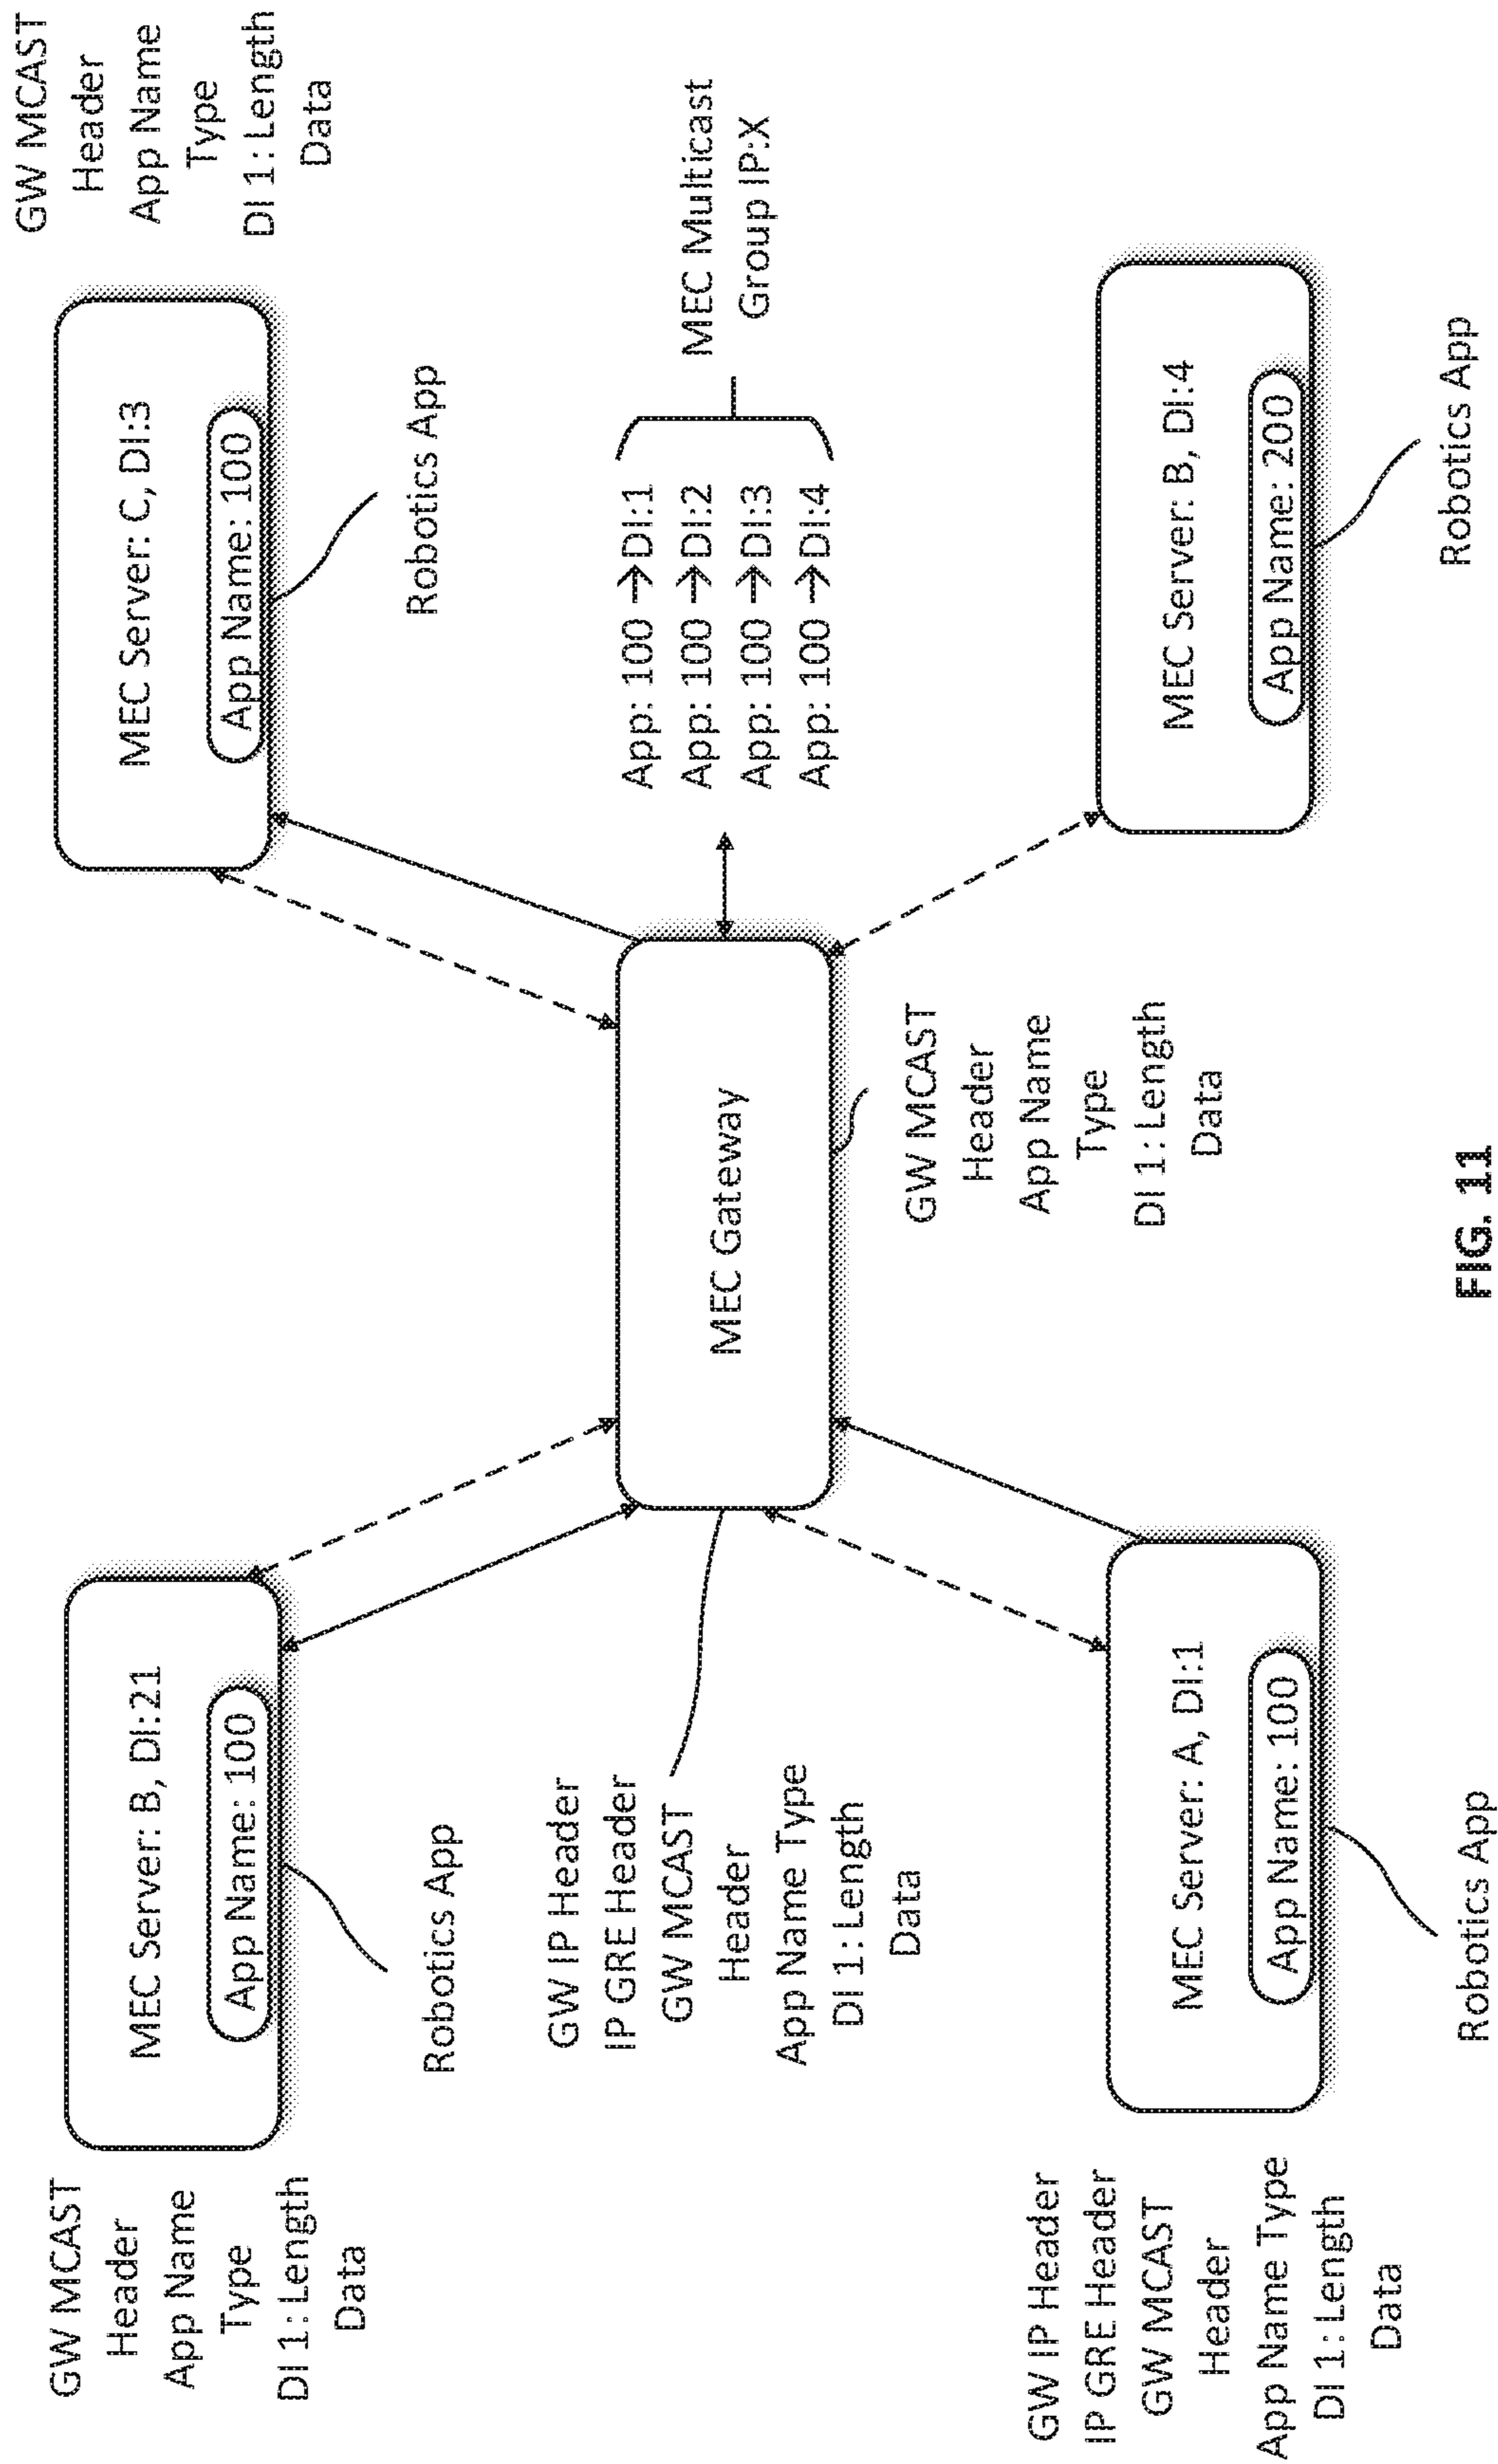 GW MCAST
Header
App Name
Type
DI 1: Length
Data
MEC Server: B, DI:21
App Name: 100
Robotics App
GW MCAST
Header
App Name
Type
DI 1: Length
Data
MEC Server: C, DI:3
App Name: 100
Robotics App
GW IP Header
IP GRE Header
GW MCAST
Header
App Name Type
DI 1: Length
Data
MEC Gateway
App: 100 → DI:1
App: 100 → DI:2
App: 100 → DI:3
App: 100 → DI:4
MEC Multicast
Group IP:X
GW MCAST
Header
App Name
Type
DI 1: Length
Data
GW IP Header
IP GRE Header
GW MCAST
Header
App Name Type
DI 1: Length
Data
MEC Server: A, DI:1
App Name: 100
Robotics App
MEC Server: B, DI:4
App Name: 200
Robotics App
FIG. 11